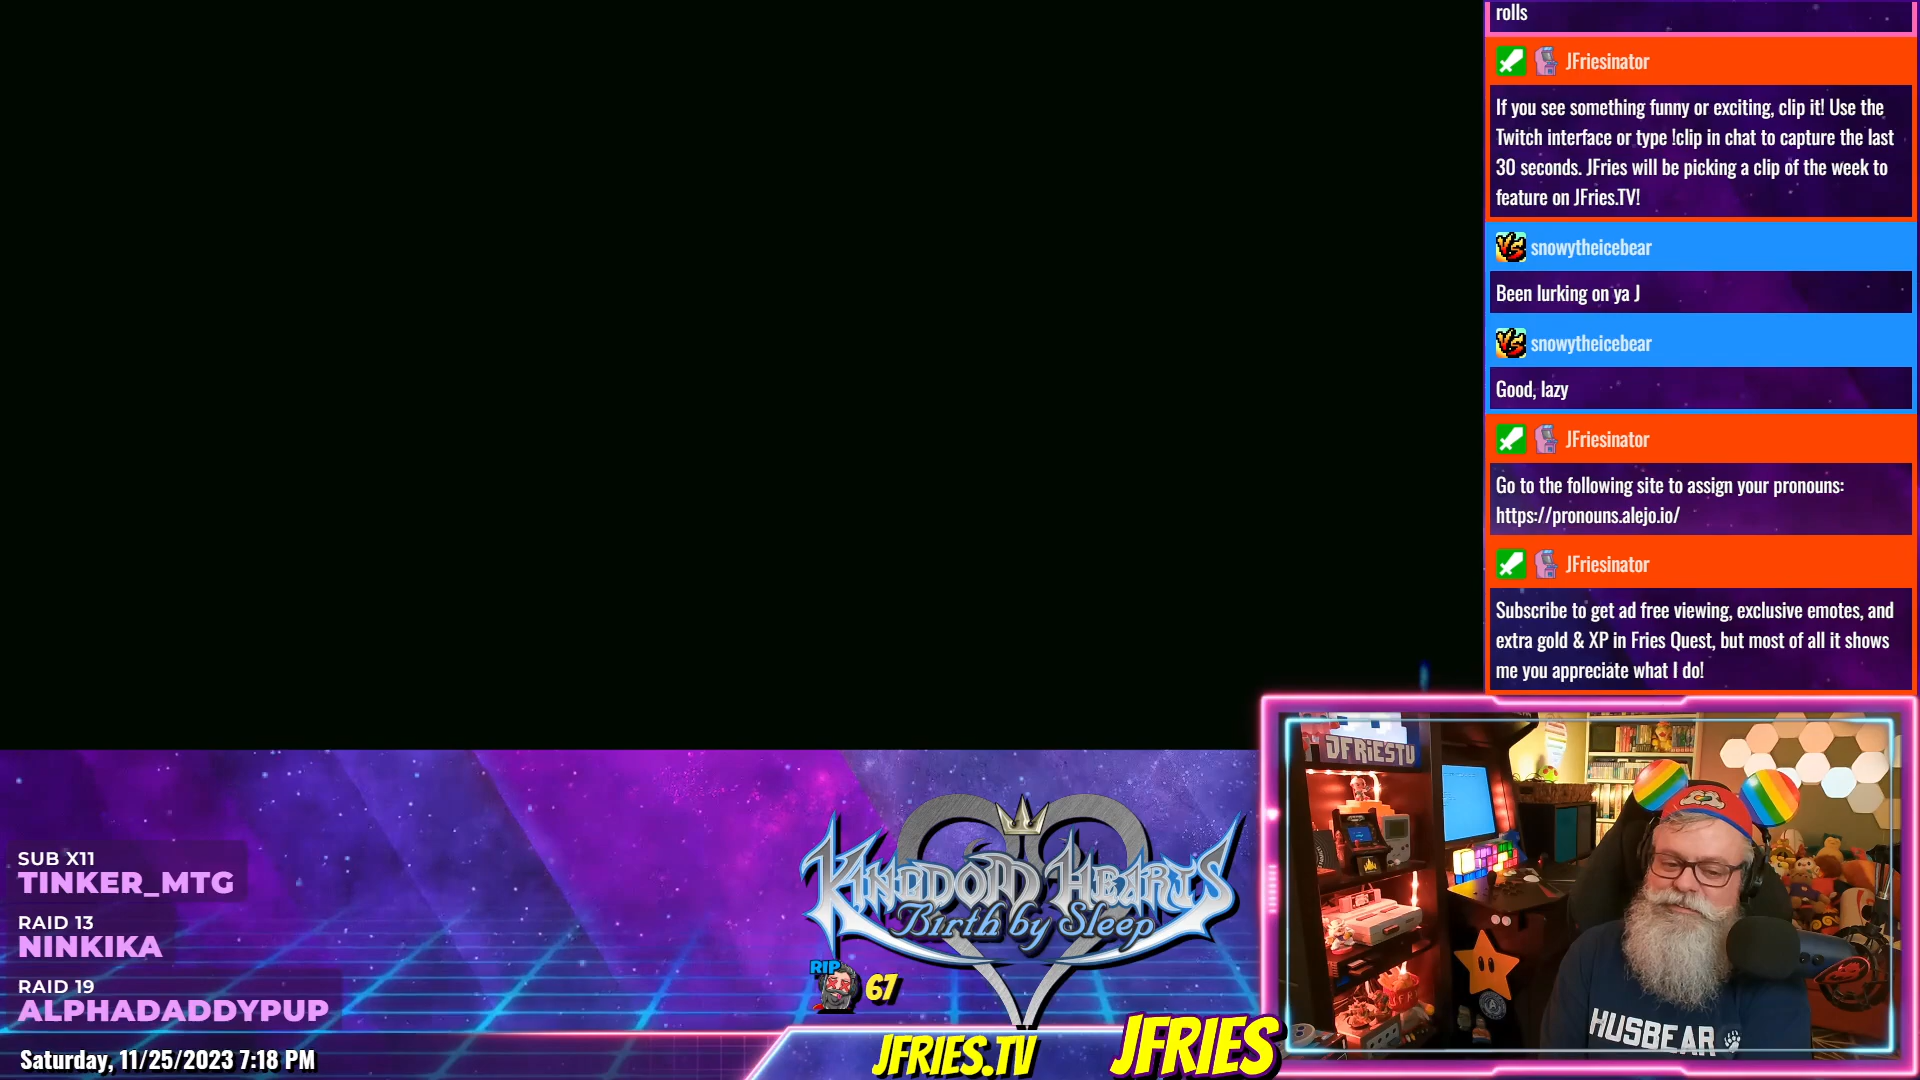 rolls
JFriesinator
If you see something funny or exciting, clip it! Use the
Twitch interface or type !clip in chat to capture the last
30 seconds. JFries will be picking a clip of the week to
feature on JFries.TV!
snowytheicebear
Been lurking on ya J
snowytheicebear
Good, lazy
JFriesinator
Go to the following site to assign your pronouns:
https://pronouns.alejo.io/
JFriesinator
Subscribe to get ad free viewing, exclusive emotes, and
extra gold & XP in Fries Quest, but most of all it shows
me you appreciate what I do!
JFRIESTV
HUSBEAR
SUB X11
TINKER_MTG
RAID 13
NINKIKA
RAID 19
ALPHADADDYPUP
Saturday, 11/25/2023 7:18 PM
KINGDOM HEARTS
Birth by Sleep
RIP
67
JFRIES.TV
JFRIES